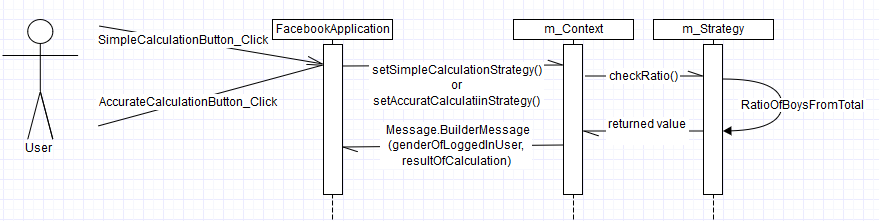 FacebookApplication
m_Context
m_Strategy
SimpleCalculationButton_Click
setSimpleCalculationStrategy()
or
setAccuratCalculatiinStrategy()
checkRatio()
AccurateCalculationButton_Click
RatioOfBoysFromTotal
returned value
Message.BuilderMessage
(genderOfLoggedInUser,
resultOfCalculation)
User